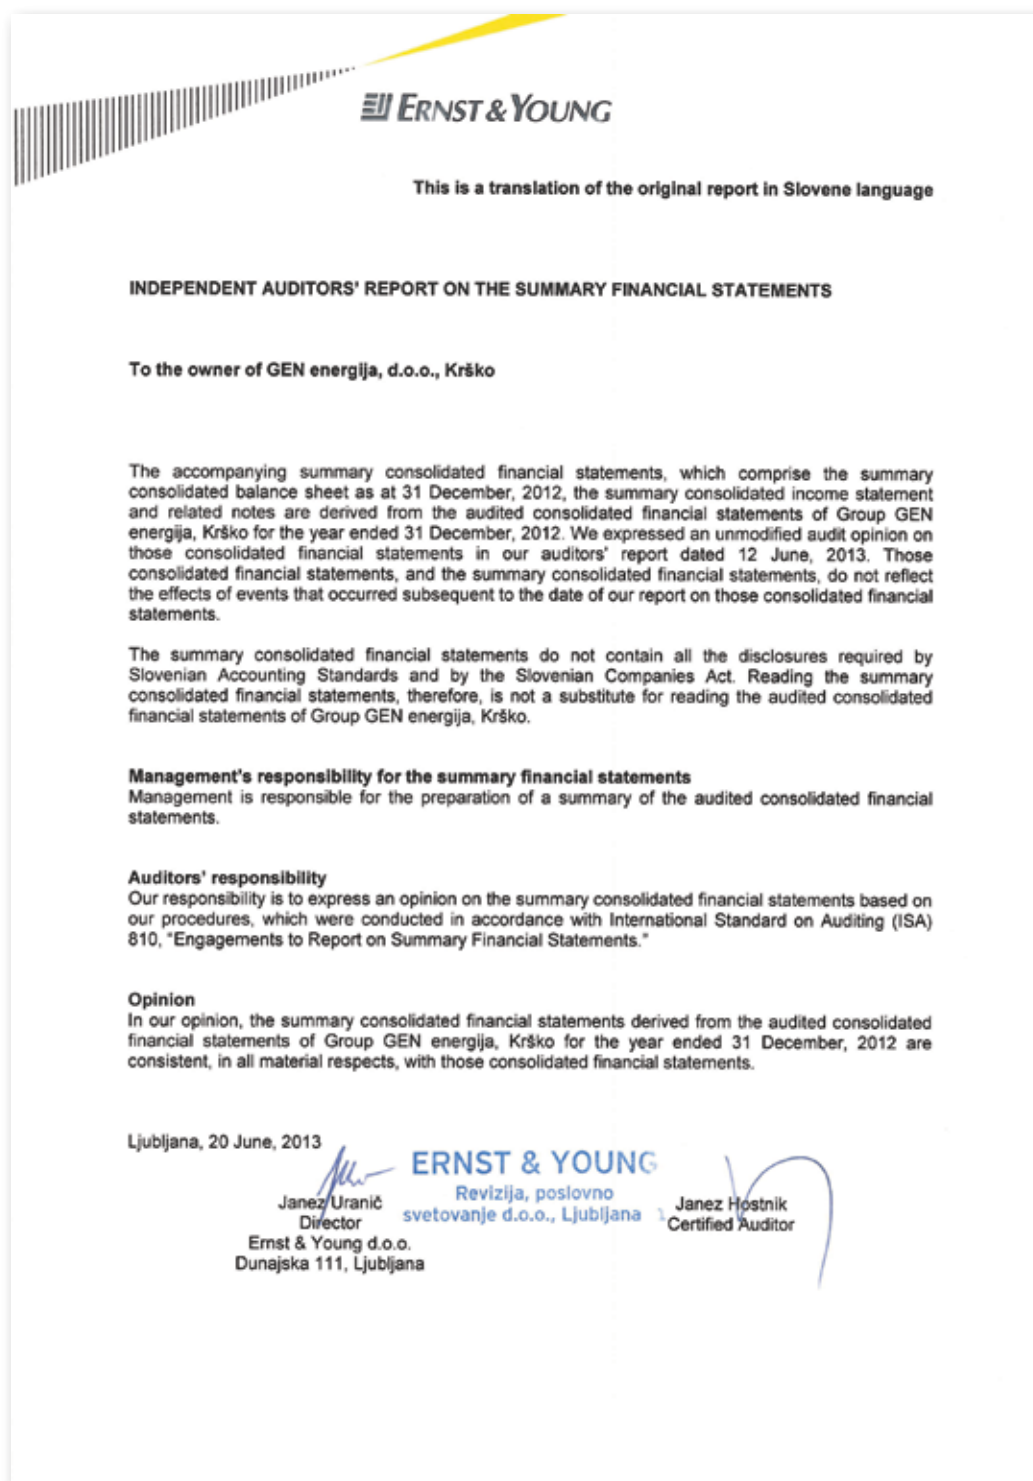 ERNST & YOUNG
This is a translation of the original report in Slovene language
INDEPENDENT AUDITORS' REPORT ON THE SUMMARY FINANCIAL STATEMENTS
To the owner of GEN energija, d.o.o., Krško
The accompanying summary consolidated financial statements, which comprise the summary
consolidated balance sheet as at 31 December, 2012, the summary consolidated income statement
and related notes are derived from the audited consolidated financial statements of Group GEN
energija, Krško for the year ended 31 December, 2012. We expressed an unmodified audit opinion on
those consolidated financial statements in our auditors' report dated 12 June, 2013. Those
consolidated financial statements, and the summary consolidated financial statements, do not reflect
the effects of events that occurred subsequent to the date of our report on those consolidated financial
statements.
The summary consolidated financial statements do not contain all the disclosures required by
Slovenian Accounting Standards and by the Slovenian Companies Act. Reading the summary
consolidated financial statements, therefore, is not a substitute for reading the audited consolidated
financial statements of Group GEN energija, Krško.
Management's responsibility for the summary financial statements
Management is responsible for the preparation of a summary of the audited consolidated financial
statements.
Auditors' responsibility
Our responsibility is to express an opinion on the summary consolidated financial statements based on
our procedures, which were conducted in accordance with International Standard on Auditing (ISA)
810, "Engagements to Report on Summary Financial Statements."
Opinion
In our opinion, the summary consolidated financial statements derived from the audited consolidated
financial statements of Group GEN energija, Krško for the year ended 31 December, 2012 are
consistent, in all material respects, with those consolidated financial statements.
Ljubljana, 20 June, 2013
Janez Uranič
Director
Ernst & Young d.o.o.
Dunajska 111, Ljubljana
ERNST & YOUNG
Revizija, poslovno
svetovanje d.o.o., Ljubljana
Janez Hostnik
Certified Auditor